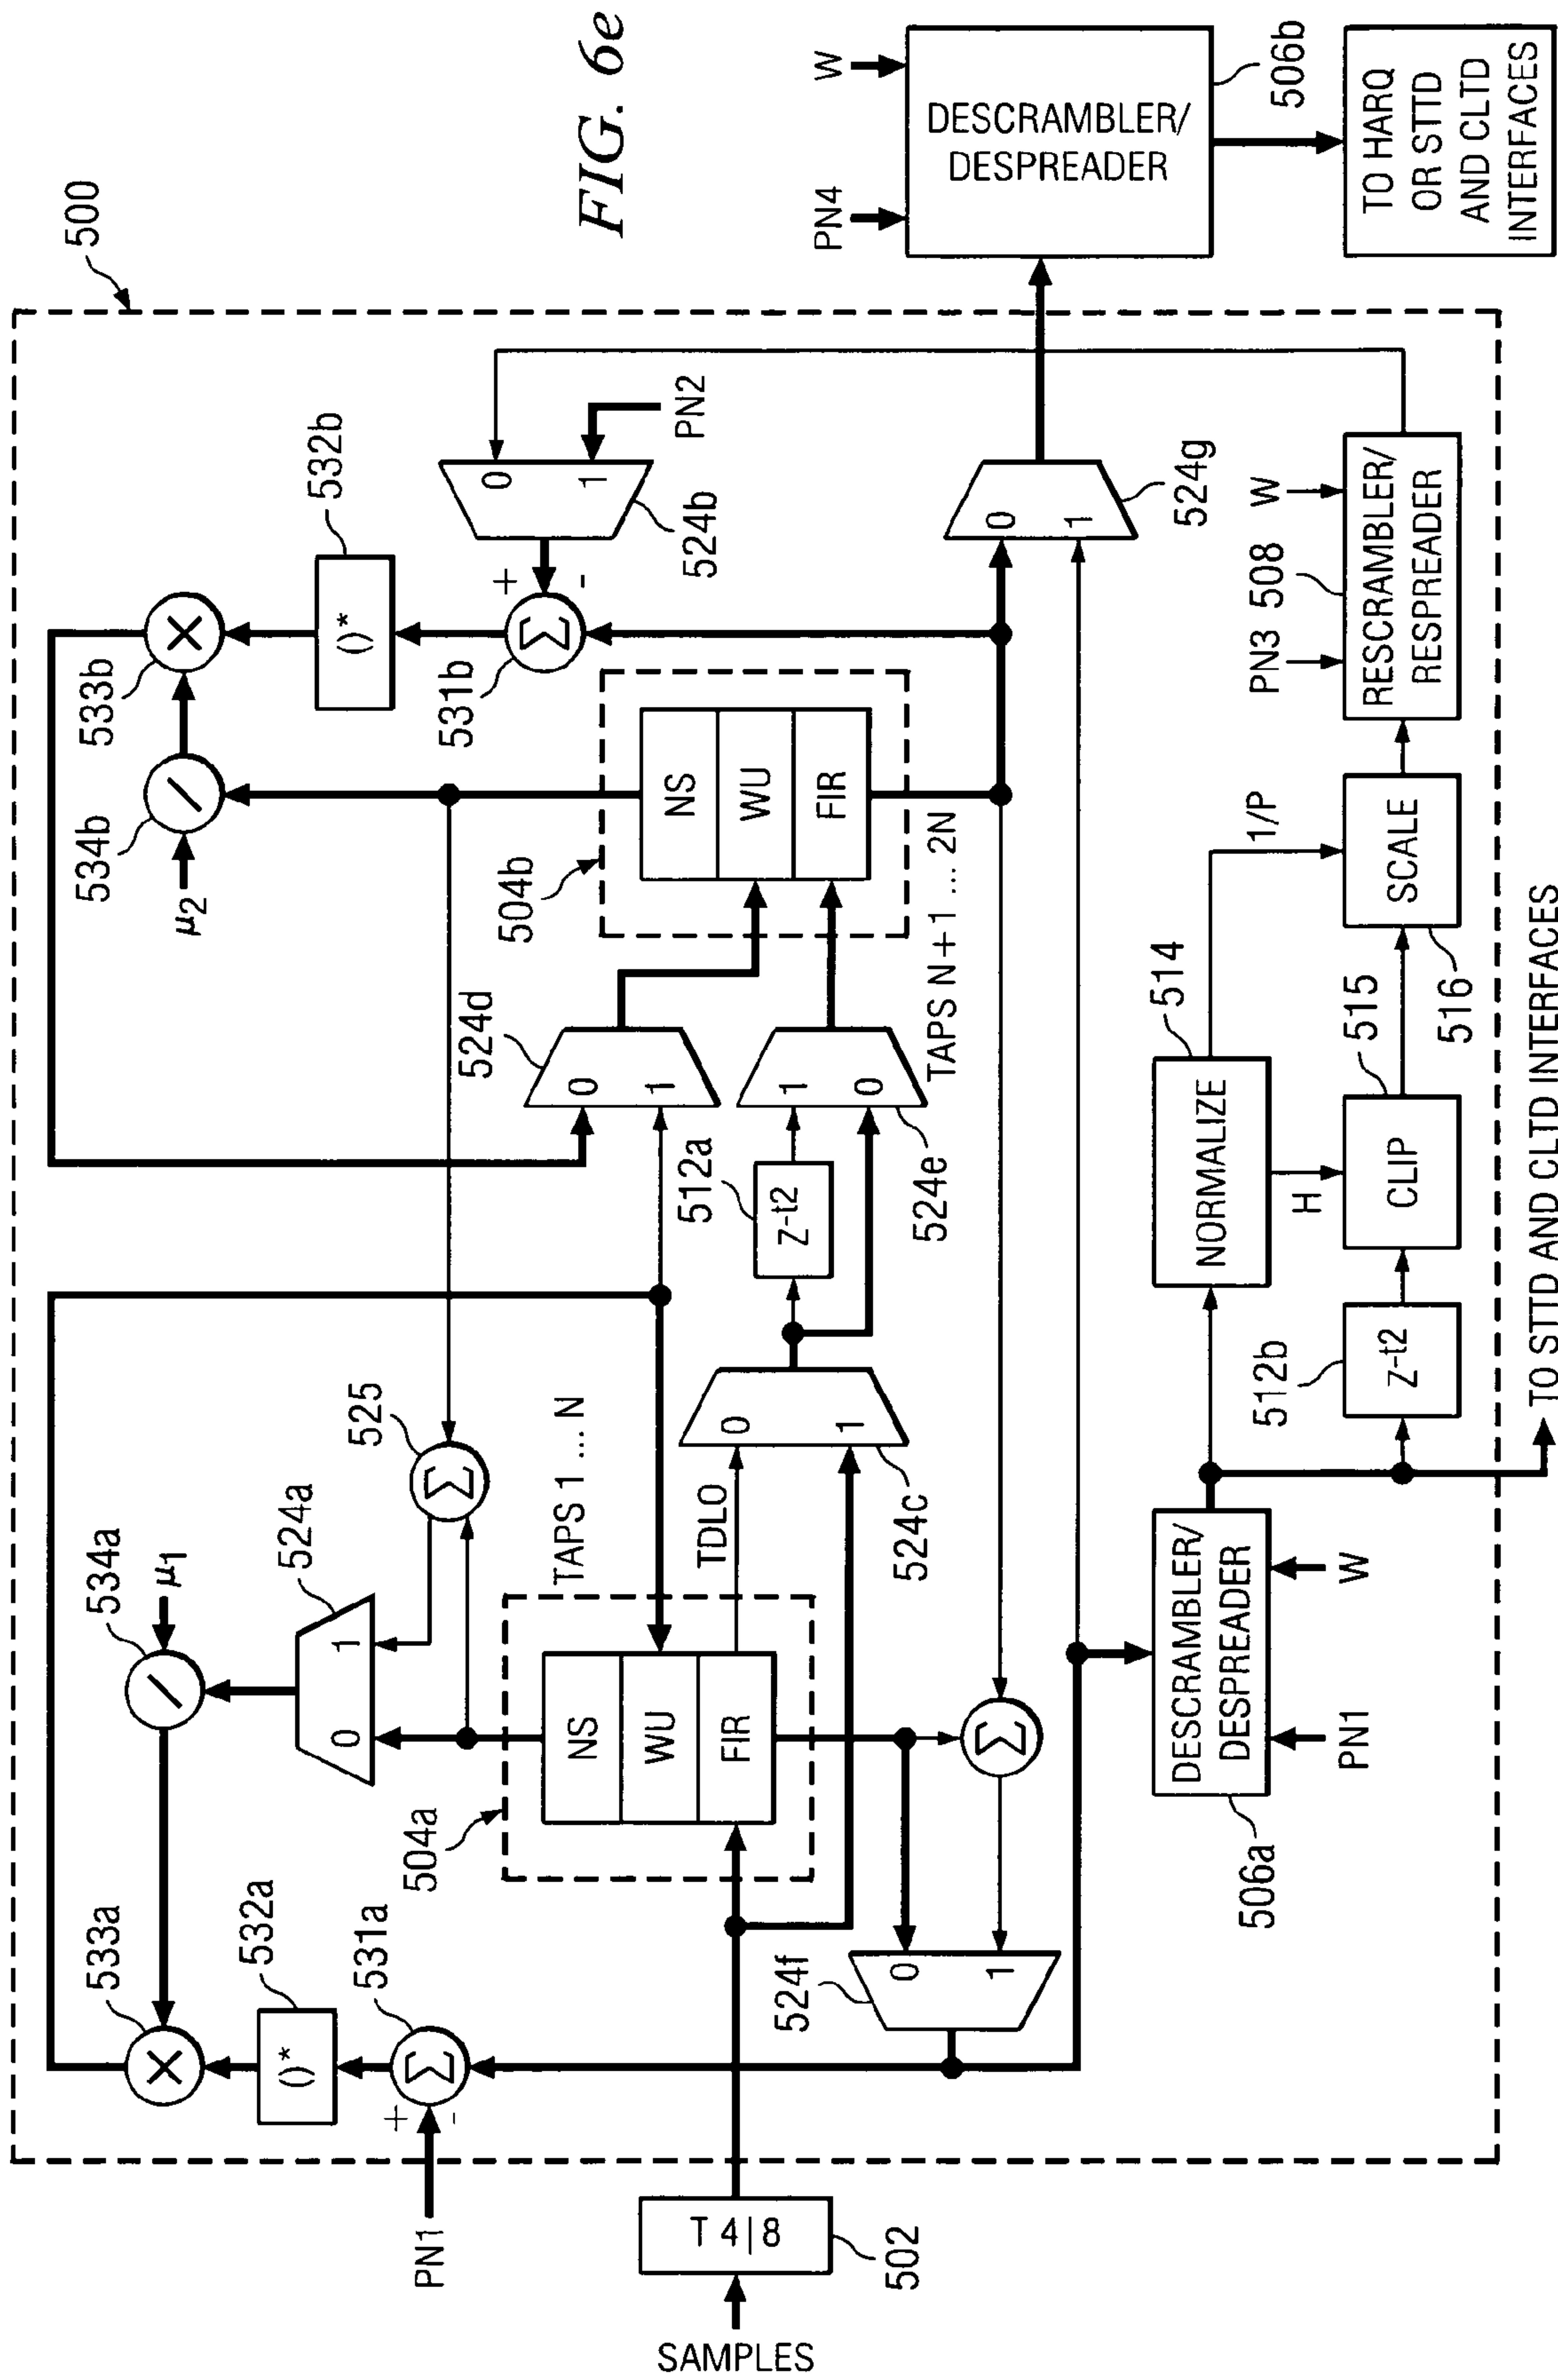 FIG. 6e
500
PN1
+
-
531a
Σ
532a
()*
533a
×
534a
/
μ1
524a
0
1
525
Σ
504a
NS
WU
FIR
TAPS 1 ... N
TDLO
524c
0
1
SAMPLES
T 4|8
502
524f
0
1
Σ
506a
DESCRAMBLER/
DESPREADER
PN1
W
μ2
534b
/
533b
×
532b
()*
531b
Σ
+
-
524b
0
1
PN2
524d
0
1
512a
Z-t2
524e
1
0
504b
NS
WU
FIR
TAPS N+1 ... 2N
524g
0
1
512b
Z-t2
514
NORMALIZE
H
1/P
515
CLIP
516
SCALE
PN3
508
W
RESCRAMBLER/
RESPREADER
TO STTD AND CLTD INTERFACES
PN4
W
DESCRAMBLER/
DESPREADER
506b
TO HARQ
OR STTD
AND CLTD
INTERFACES